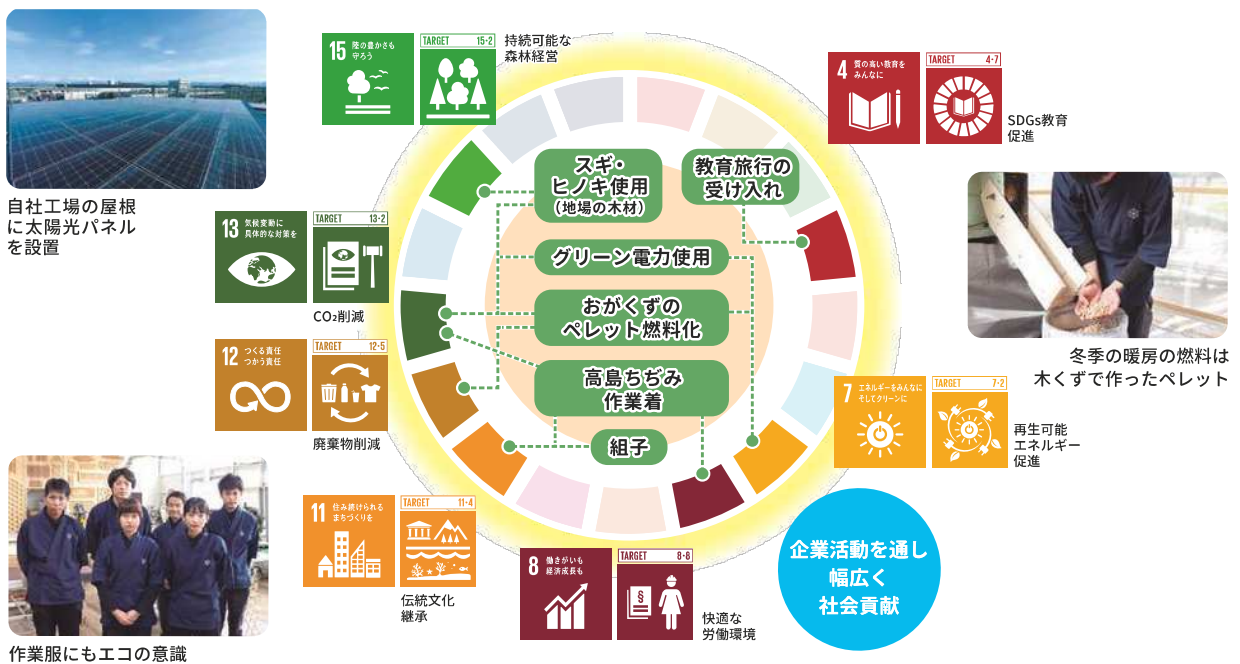 自社工場の屋根
に太陽光パネル
を設置
15 陸の豊かさも
守ろう
TARGET 15・2
持続可能な
森林経営
4 質の高い教育を
みんなに
TARGET 4・7
SDGs教育
促進
13 気候変動に
具体的な対策を
TARGET 13・2
CO₂削減
12 つくる責任
つかう責任
TARGET 12・5
廃棄物削減
スギ・
ヒノキ使用
（地場の木材）
教育旅行の
受け入れ
グリーン電力使用
おがくずの
ペレット燃料化
高島ちぢみ
作業着
組子
冬季の暖房の燃料は
木くずで作ったペレット
7 エネルギーをみんなに
そしてクリーンに
TARGET 7・2
再生可能
エネルギー
促進
作業服にもエコの意識
11 住み続けられる
まちづくりを
TARGET 11・4
伝統文化
継承
8 働きがいも
経済成長も
TARGET 8・8
§
快適な
労働環境
企業活動を通し
幅広く
社会貢献